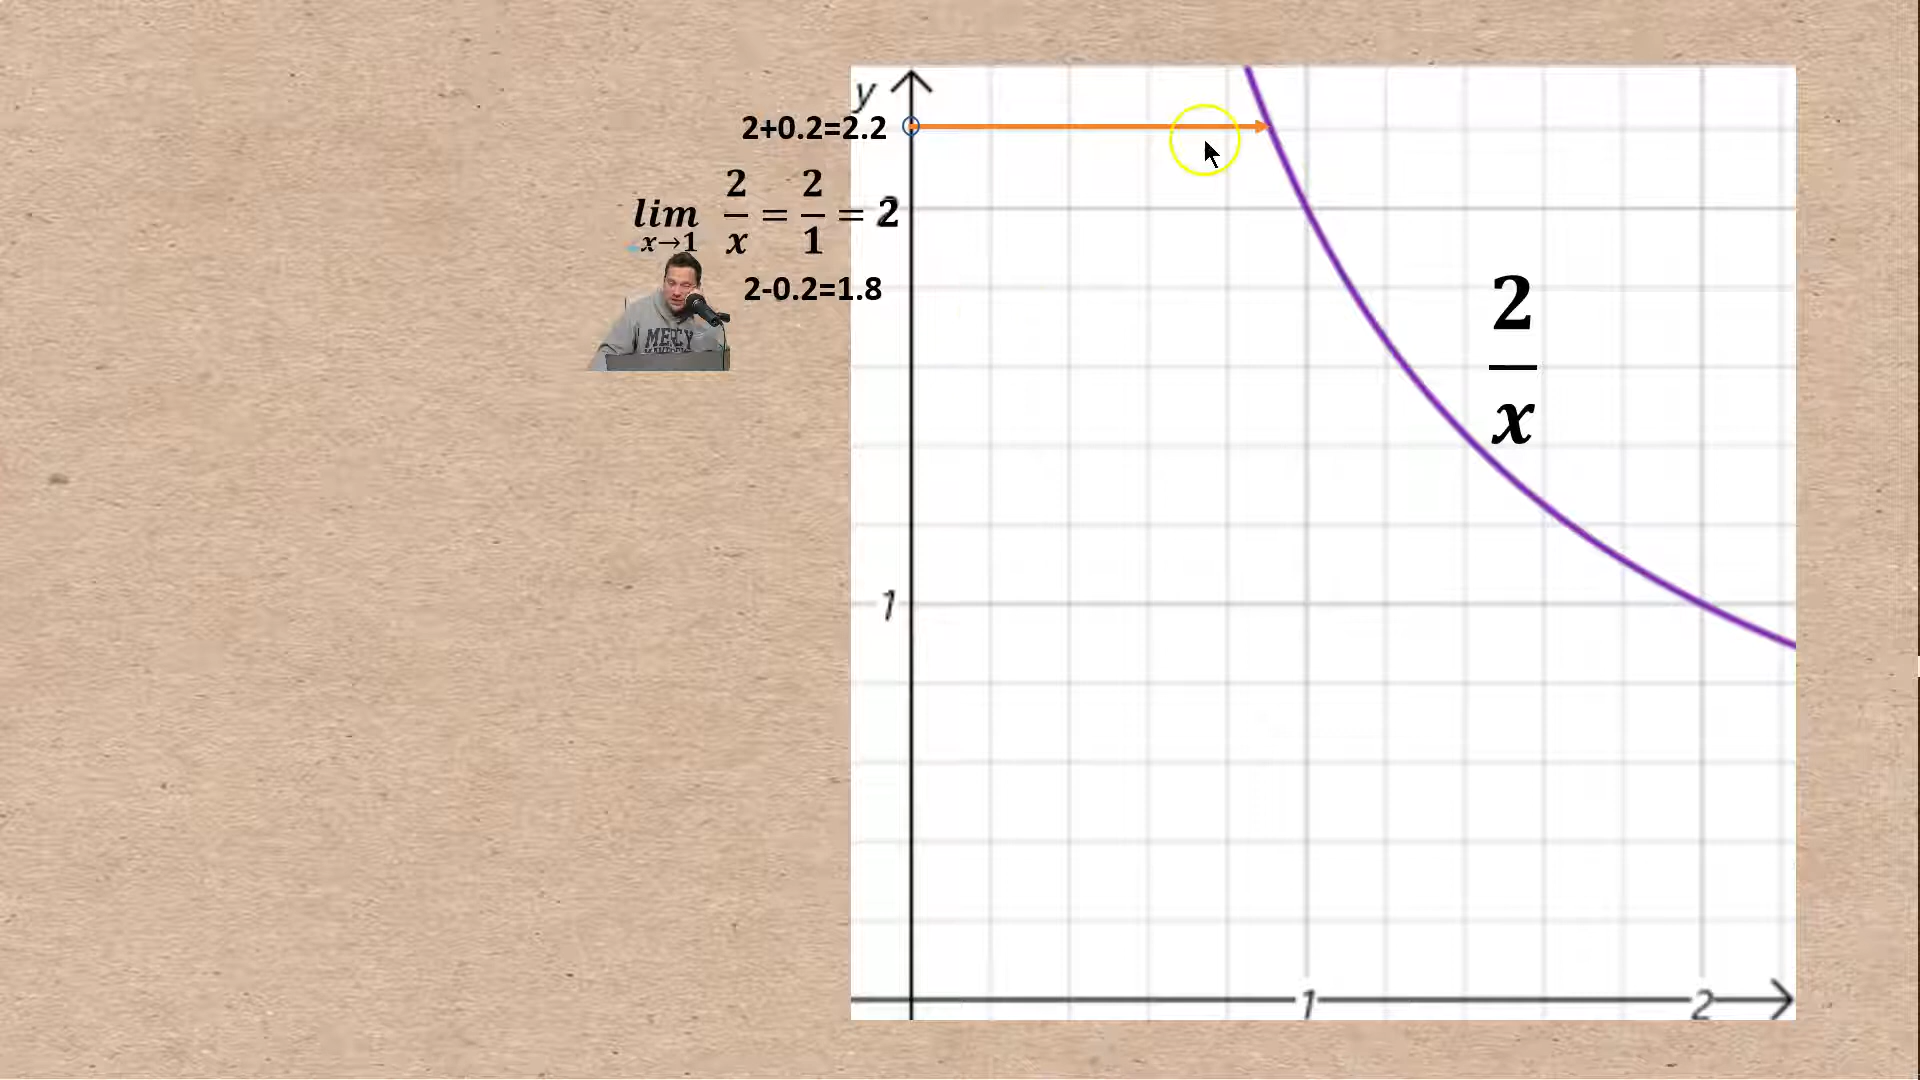 y
2+0.2=2.2
lim x→1 2/x = 2/1 = 2
2
2-0.2=1.8
MERCY
2/x
1
1
2